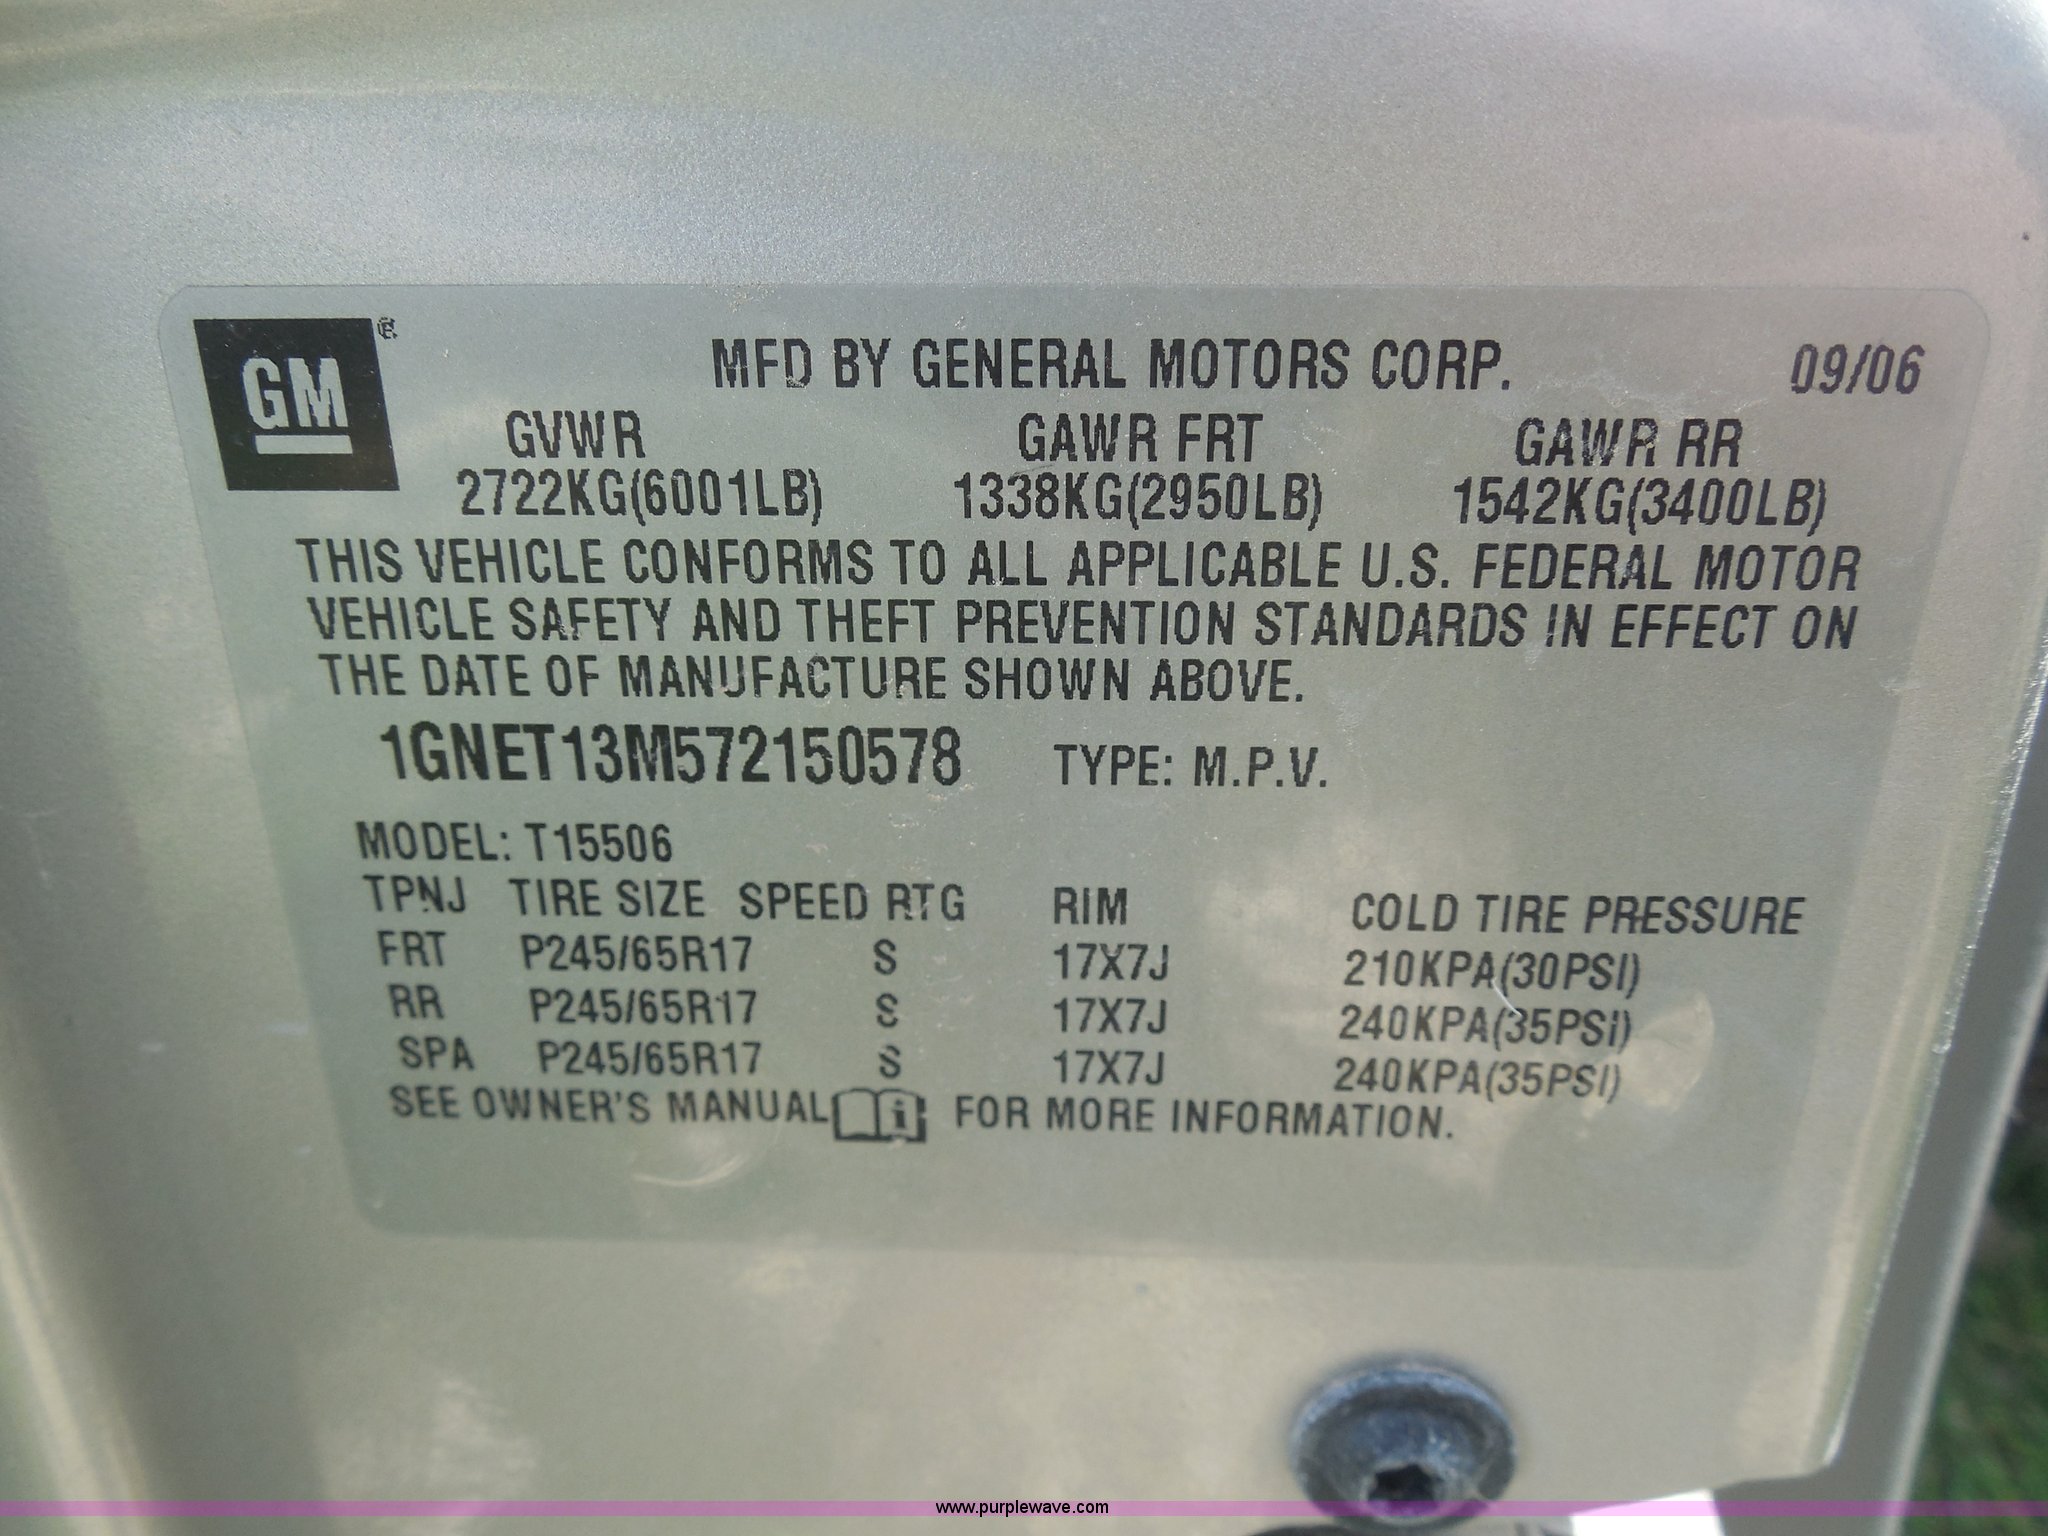 GM®
MFD BY GENERAL MOTORS CORP. 09/06
GVWR GAWR FRT GAWR RR
2722KG(6001LB) 1338KG(2950LB) 1542KG(3400LB)
THIS VEHICLE CONFORMS TO ALL APPLICABLE U.S. FEDERAL MOTOR
VEHICLE SAFETY AND THEFT PREVENTION STANDARDS IN EFFECT ON
THE DATE OF MANUFACTURE SHOWN ABOVE.
1GNET13M572150578 TYPE: M.P.V.
MODEL: T15506
TPNJ TIRE SIZE SPEED RTG RIM COLD TIRE PRESSURE
FRT P245/65R17 S 17X7J 210KPA(30PSI)
RR P245/65R17 S 17X7J 240KPA(35PSI)
SPA P245/65R17 S 17X7J 240KPA(35PSI)
SEE OWNER'S MANUAL i FOR MORE INFORMATION.
www.purplewave.com